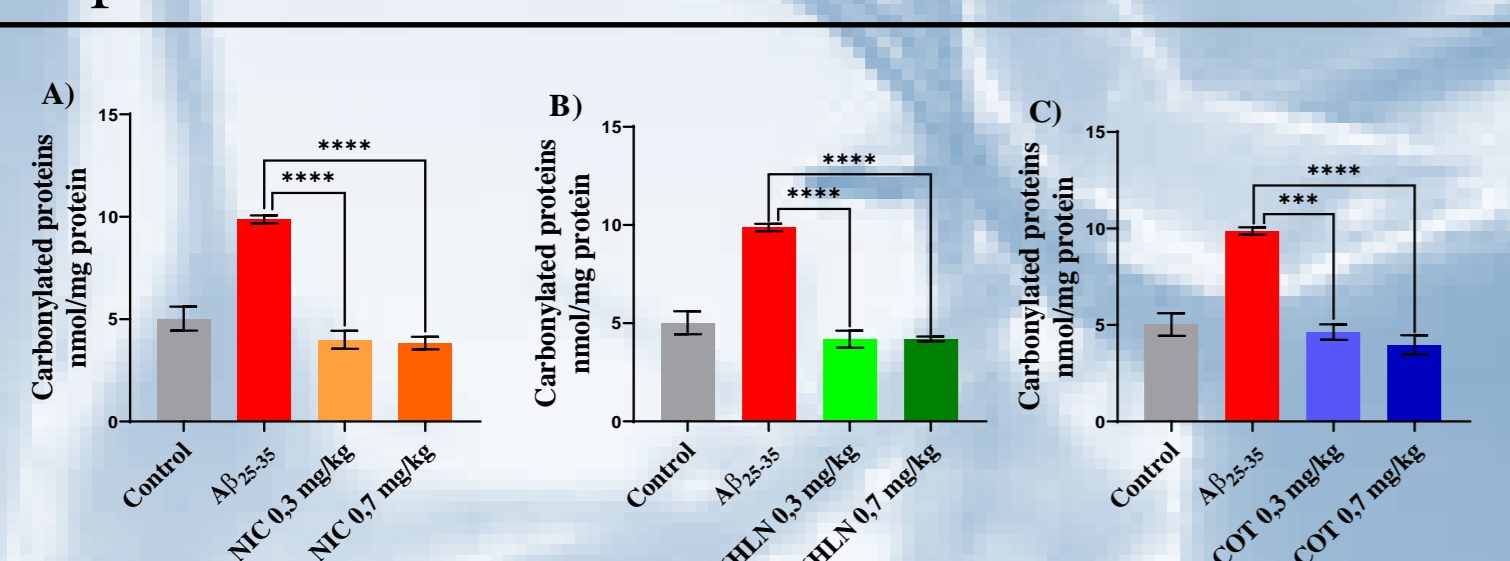 A)
Carbonylated proteins
nmol/mg protein
15
10
5
0
****
****
Control
Aβ25-35
NIC 0,3 mg/kg
NIC 0,7 mg/kg
B)
Carbonylated proteins
nmol/mg protein
15
10
5
0
****
****
Control
Aβ25-35
0,3 mg/kg
0,7 mg/kg
C)
Carbonylated proteins
nmol/mg protein
15
10
5
0
****
***
Control
Aβ25-35
COT 0,3 mg/kg
COT 0,7 mg/kg